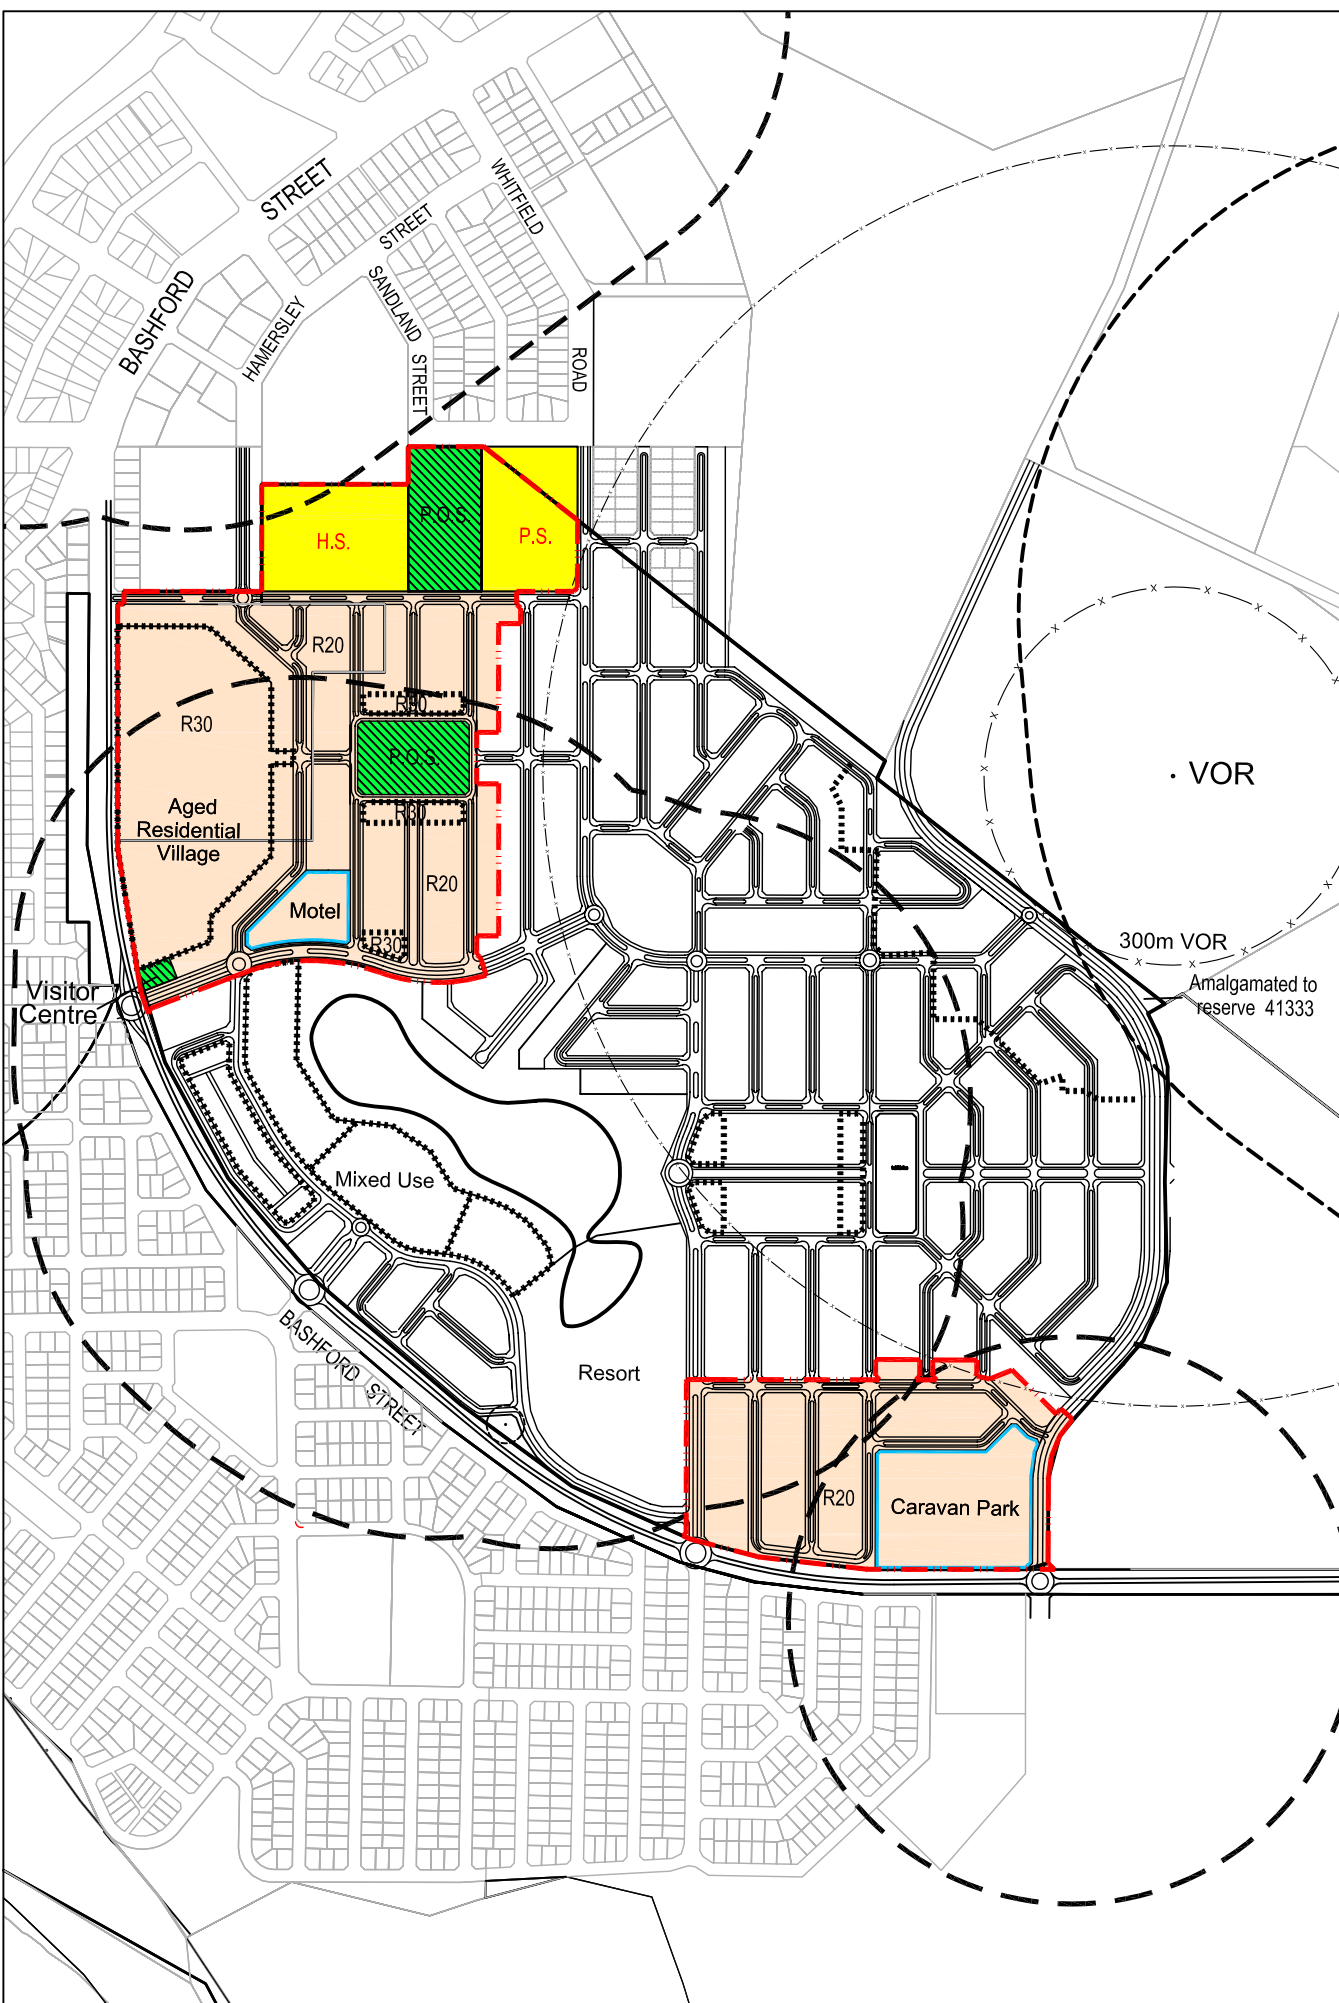 STREET
WHITFIELD
STREET
BASHFORD
SANDLAND
HAMERSLEY
STREET
ROAD
P.O.S.
H.S.
P.S.
R20
R30
R30
P.O.S.
VOR
Aged
Residential
Village
R30
R20
Motel
R30
300m VOR
Visitor
Centre
Amalgamated to
reserve 41333
Mixed Use
BASHFORD STREET
Resort
R20
Caravan Park